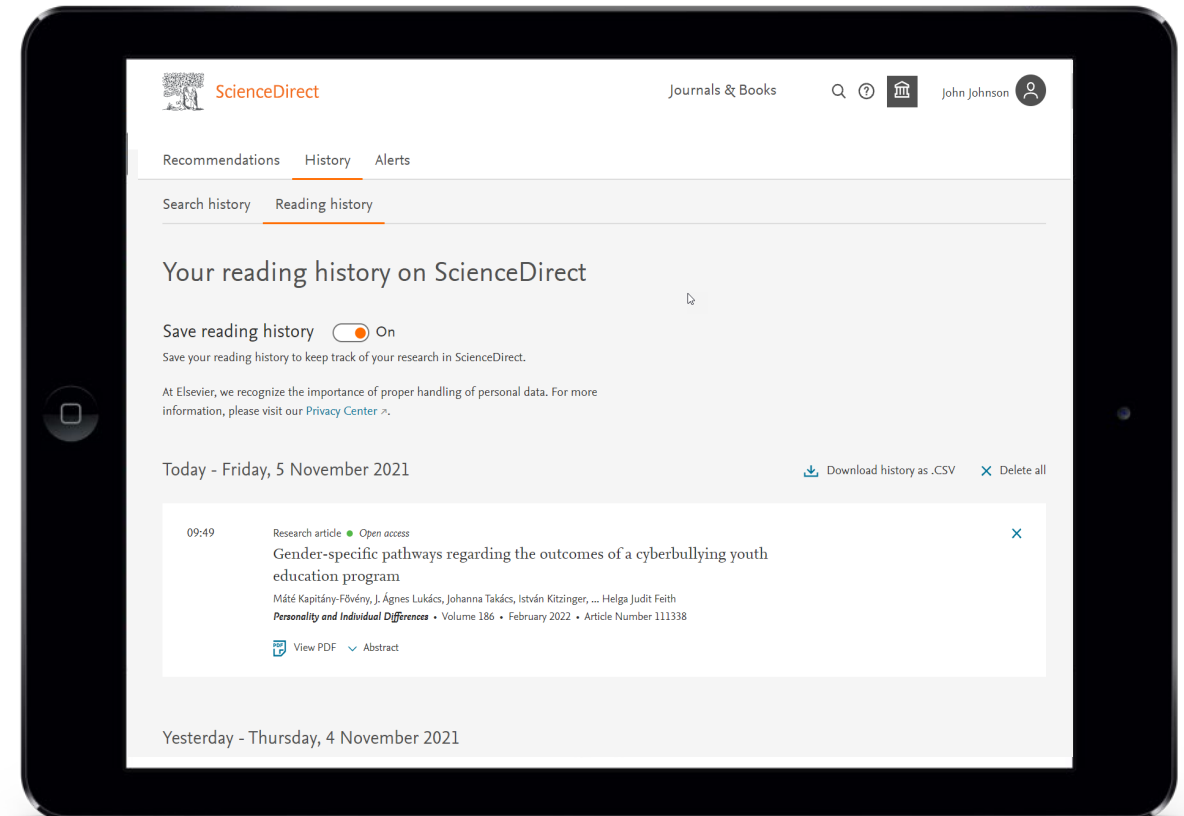 ScienceDirect
Journals & Books
John Johnson
Recommendations History Alerts
Search history Reading history
Your reading history on ScienceDirect
Save reading history On
Save your reading history to keep track of your research in ScienceDirect.
At Elsevier, we recognize the importance of proper handling of personal data. For more
information, please visit our Privacy Center ↗.
Today - Friday, 5 November 2021
Download history as .CSV
Delete all
09:49
Research article • Open access
Gender-specific pathways regarding the outcomes of a cyberbullying youth
education program
Máté Kapitány-Fövény, J. Ágnes Lukács, Johanna Takács, István Kitzinger, ... Helga Judit Feith
Personality and Individual Differences • Volume 186 • February 2022 • Article Number 111338
PDF View PDF Abstract
Yesterday - Thursday, 4 November 2021